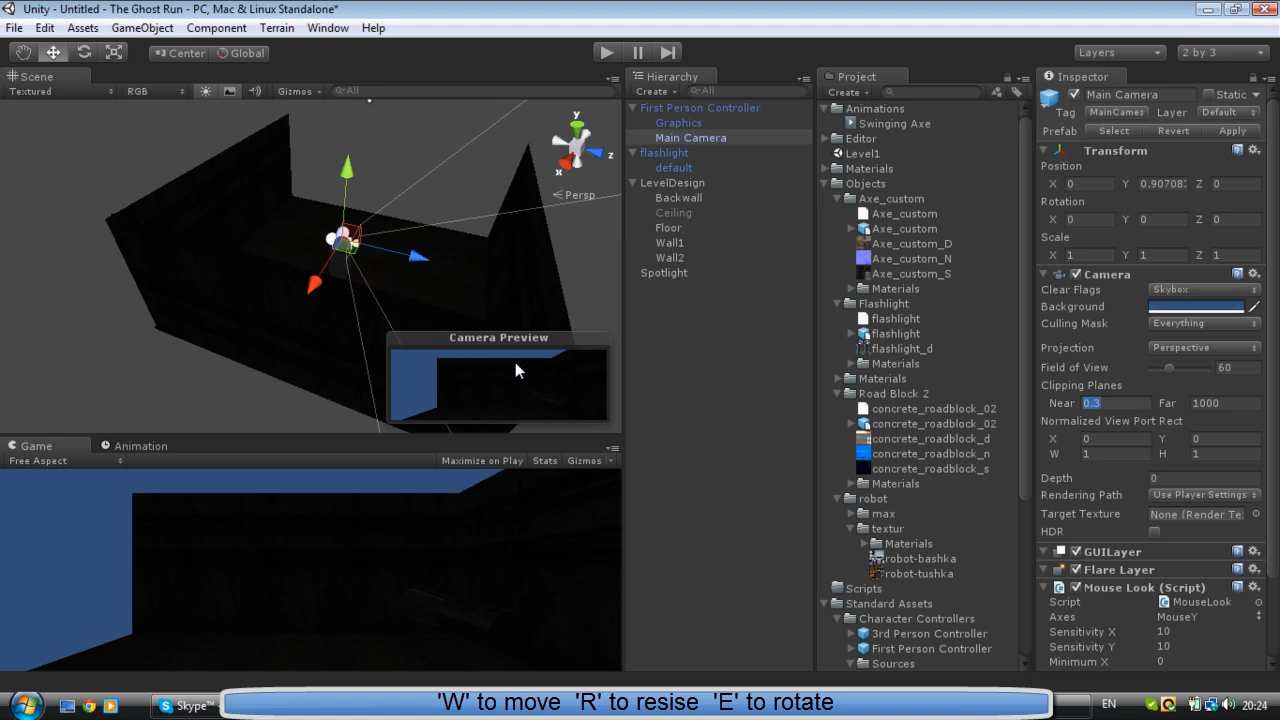 Unity - Untitled - The Ghost Run - PC, Mac & Linux Standalone*
File Edit Assets GameObject Component Terrain Window Help
Center Global Layers 2 by 3
Scene
Textured RGB Gizmos All
y
z
x
Persp
Camera Preview
Game Animation
Free Aspect Maximize on Play Stats Gizmos
Hierarchy
Create All
First Person Controller
Graphics
Main Camera
flashlight
default
LevelDesign
Backwall
Ceiling
Floor
Wall1
Wall2
Spotlight
Project
Create
Animations
Swinging Axe
Editor
Level1
Materials
Objects
Axe_custom
Axe_custom
Axe_custom
Axe_custom_D
Axe_custom_N
Axe_custom_S
Materials
Flashlight
flashlight
flashlight
flashlight_d
Materials
Materials
Road Block 2
concrete_roadblock_02
concrete_roadblock_02
concrete_roadblock_d
concrete_roadblock_n
concrete_roadblock_s
Materials
robot
max
textur
Materials
robot-bashka
robot-tushka
Scripts
Standard Assets
Character Controllers
3rd Person Controller
First Person Controller
Sources
Inspector
Main Camera Static
Tag MainCame Layer Default
Prefab Select Revert Apply
Transform
Position
X 0 Y 0.90708 Z 0
Rotation
X 0 Y 0 Z 0
Scale
X 1 Y 1 Z 1
Camera
Clear Flags Skybox
Background
Culling Mask Everything
Projection Perspective
Field of View 60
Clipping Planes
Near 0.3 Far 1000
Normalized View Port Rect
X 0 Y 0
W 1 H 1
Depth 0
Rendering Path Use Player Settings
Target Texture None (Render Te
HDR
GUILayer
Flare Layer
Mouse Look (Script)
Script MouseLook
Axes MouseY
Sensitivity X 10
Sensitivity Y 10
Minimum X 0
Skype™
'W' to move 'R' to resise 'E' to rotate
EN 20:24